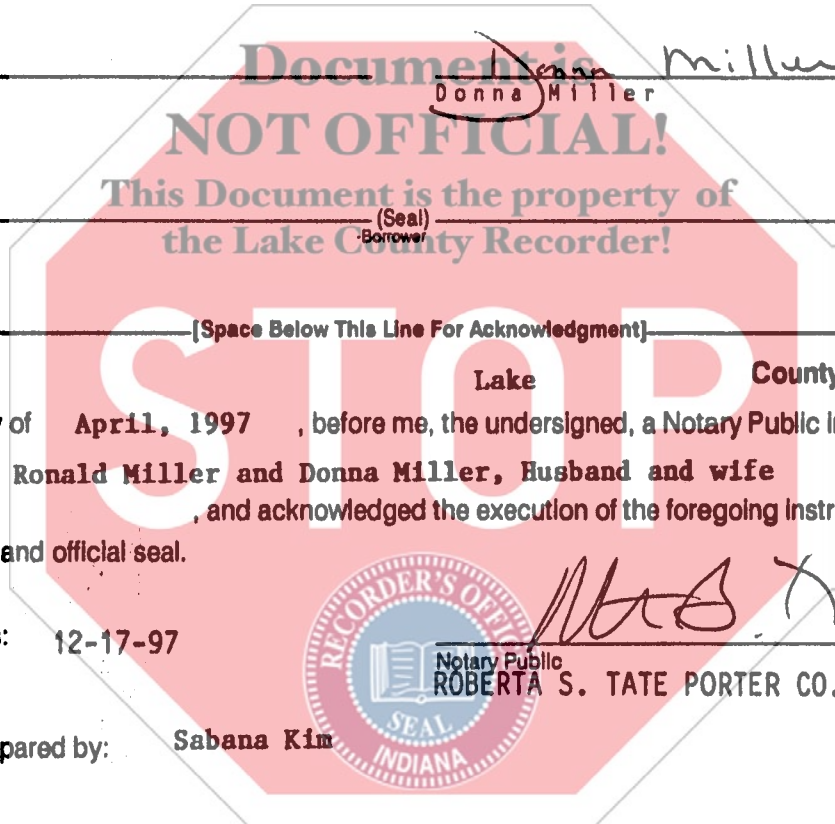 Document is
Donna Miller
Donna Miller
NOT OFFICIAL!
This Document is the property of
(Seal)
-Borrower
the Lake County Recorder!
[Space Below This Line For Acknowledgment]
STOP
Lake County
of April, 1997 , before me, the undersigned, a Notary Public
Ronald Miller and Donna Miller, Husband and wife
, and acknowledged the execution of the foregoing
and official seal.
RECORDER'S OFFICE
12-17-97
Notary Public
ROBERTA S. TATE PORTER CO.
SEAL
INDIANA
pared by: Sabana Kim